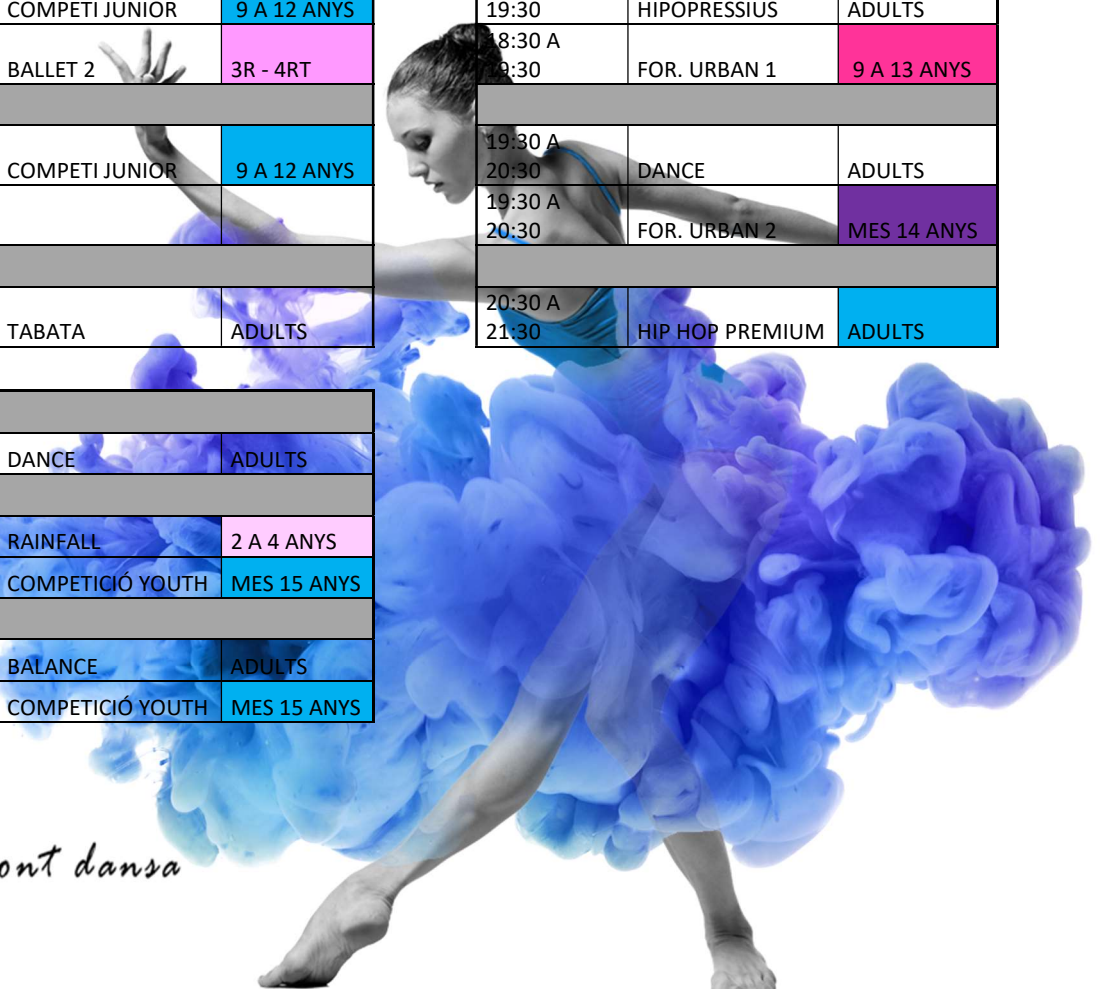 COMPETI JUNIOR 9 A 12 ANYS
BALLET 2 3R - 4RT
COMPETI JUNIOR 9 A 12 ANYS
TABATA ADULTS
19:30 HIPOPRESSIUS ADULTS
18:30 A
19:30 FOR. URBAN 1 9 A 13 ANYS
19:30 A
20:30 DANCE ADULTS
19:30 A
20:30 FOR. URBAN 2 MES 14 ANYS
20:30 A
21:30 HIP HOP PREMIUM ADULTS
DANCE ADULTS
RAINFALL 2 A 4 ANYS
COMPETICIÓ YOUTH MES 15 ANYS
BALANCE ADULTS
COMPETICIÓ YOUTH MES 15 ANYS
ont dansa